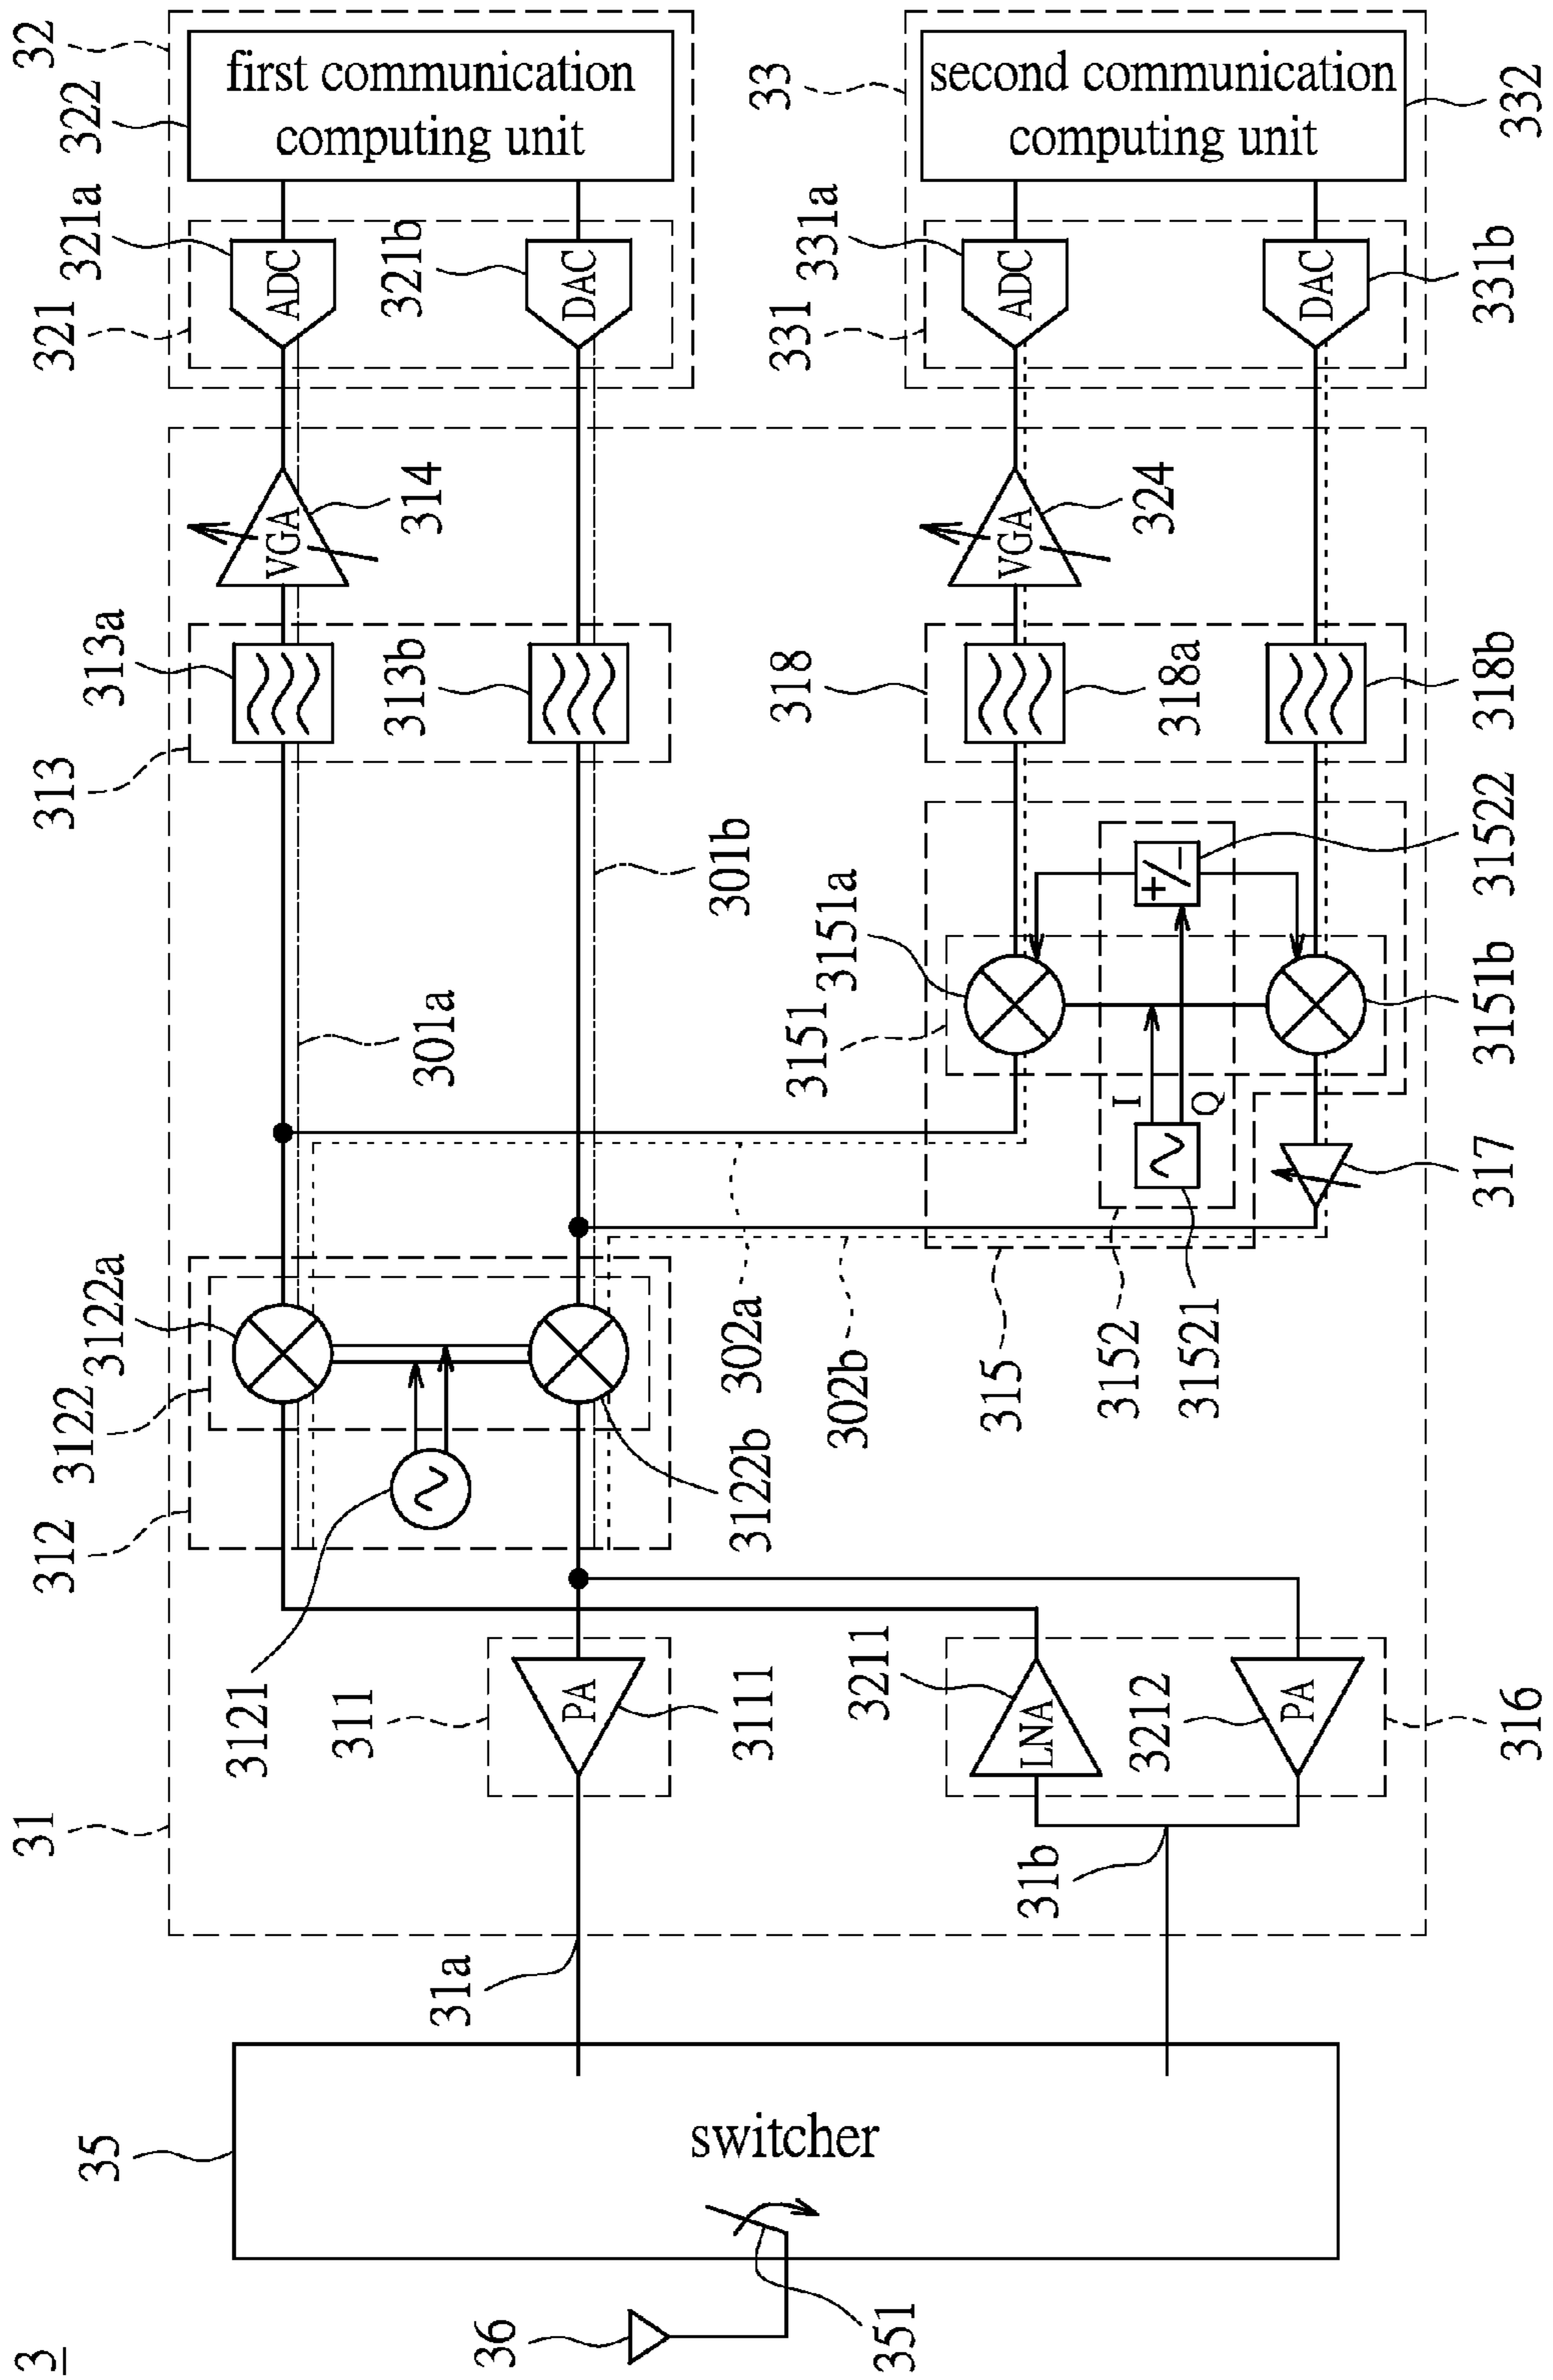 3
32
322
first communication
computing unit
33
second communication
computing unit
332
321a
321
ADC
321b
DAC
331a
331
ADC
DAC
331b
VGA
314
VGA
324
313a
313
313b
318
318a
318b
301a
301b
3151a
3151
+/-
31522
3151b
I
Q
317
3122a
3122
312
3122b
302a
302b
315
3152
31521
3121
311
PA
3111
3211
LNA
3212
PA
316
31
31a
31b
35
switcher
36
351